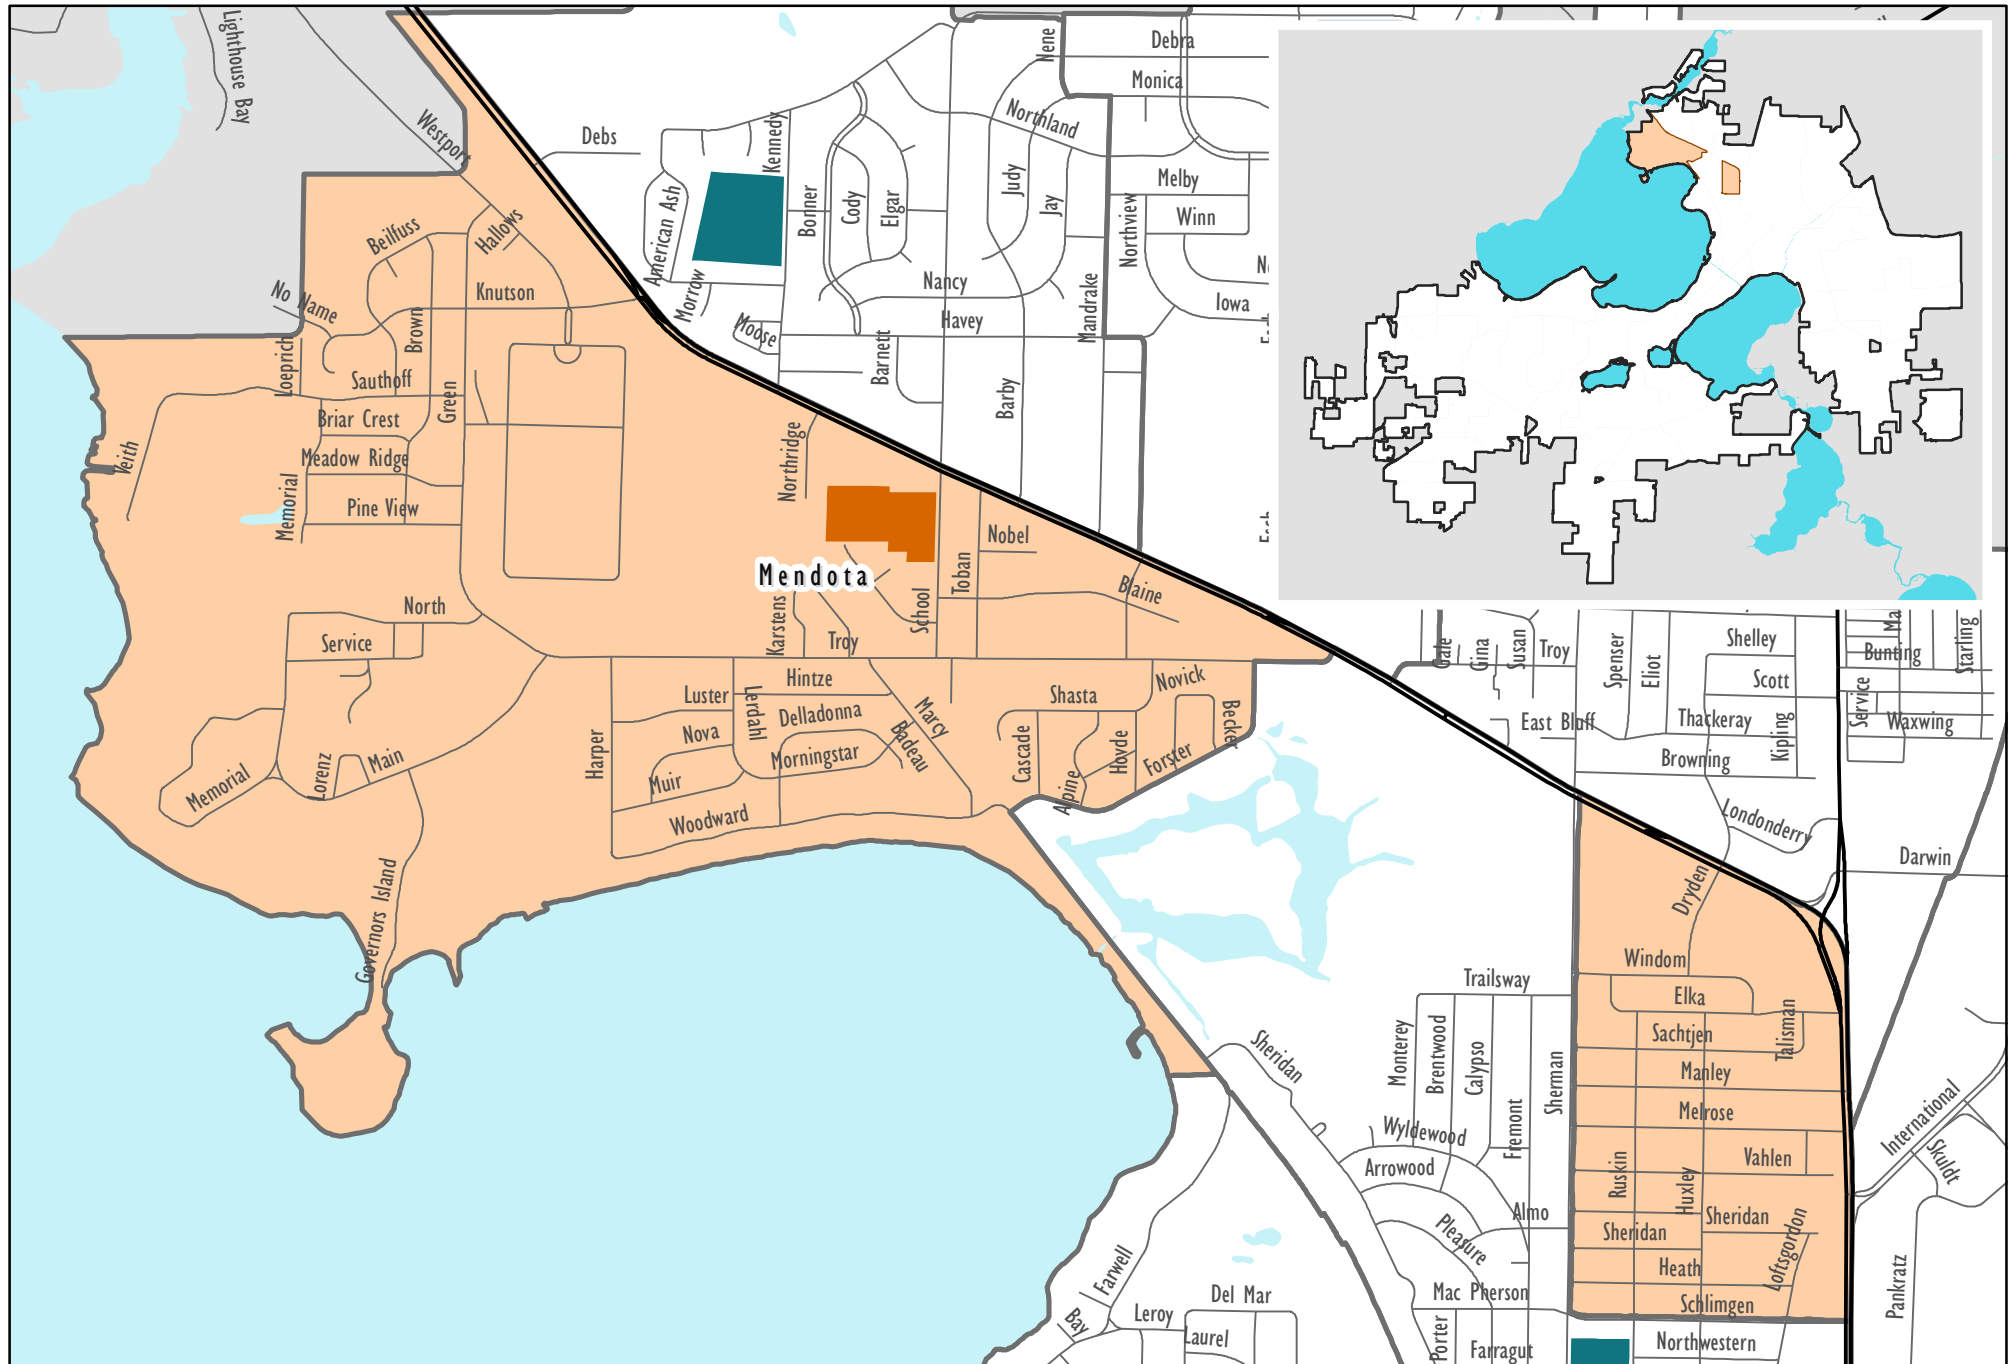 Lighthouse Bay
Westport
Debs
Kennedy
American Ash
Morrow
Moose
Bonner
Cody
Elgar
Nene
Debra
Monica
Northland
Judy
Jay
Melby
Winn
Northview
Nancy
Havey
Mandrake
Iowa
Barnett
Barby
Beilfuss
Hallows
No Name
Knutson
Brown
Loeprich
Sauthoff
Green
Briar Crest
Veith
Meadow Ridge
Memorial
Pine View
Northridge
Nobel
Mendota
Toban
Blaine
School
Karstens
Troy
North
Service
Hintze
Luster
Lerdahl
Delladonna
Marcy
Badeau
Nova
Morningstar
Harper
Muir
Woodward
Shasta
Novick
Becker
Cascade
Alpine
Hovde
Forster
Memorial
Lorenz
Main
Governors Island
Gale
Gina
Susan
Troy
Spenser
Eliot
Shelley
Scott
East Bluff
Thackeray
Kipling
Browning
Ma
Bunting
Starling
Service
Waxwing
Londonderry
Darwin
Dryden
Windom
Elka
Talisman
Sachtjen
Manley
Melrose
Vahlen
Ruskin
Huxley
Sheridan
Sheridan
Loftsgordon
Heath
Schlimgen
Northwestern
Trailsway
Monterey
Brentwood
Calypso
Fremont
Sherman
Sheridan
Wyldewood
Arrowood
Almo
Pleasure
Mac Pherson
Porter
Farragut
International
Skuldt
Pankratz
Farwell
Bay
Leroy
Del Mar
Laurel